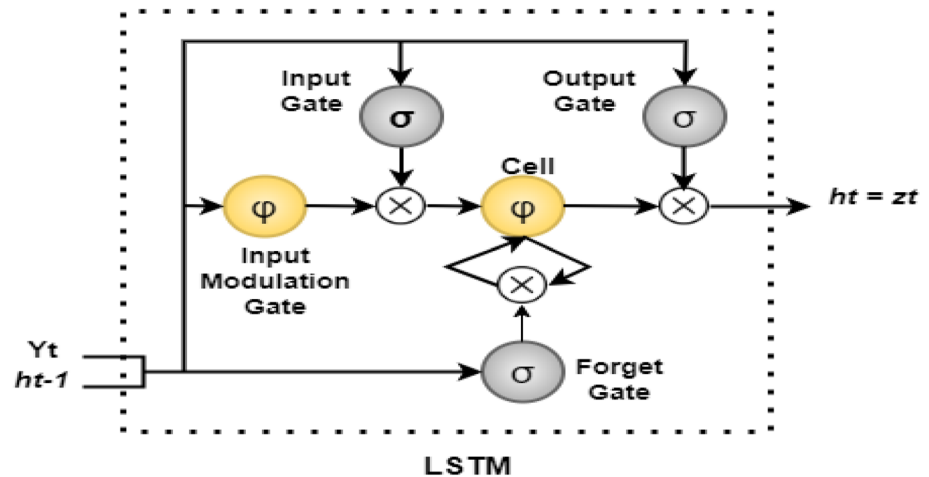 Input
Gate
σ
Output
Gate
σ
Cell
φ
φ
ht = zt
Input
Modulation
Gate
Yt
ht-1
σ
Forget
Gate
LSTM